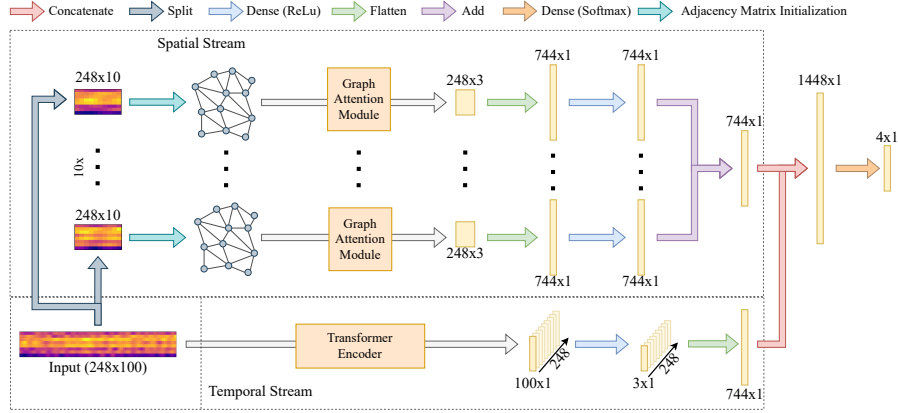 Concatenate Split Dense (ReLu) Flatten Add Dense (Softmax) Adjacency Matrix Initialization
Spatial Stream
248x10
Graph
Attention
Module
248x3
744x1
744x1
1448x1
744x1
4x1
10x
248x10
Graph
Attention
Module
248x3
744x1
744x1
Input (248x100)
Transformer
Encoder
248
100x1
248
3x1
744x1
Temporal Stream